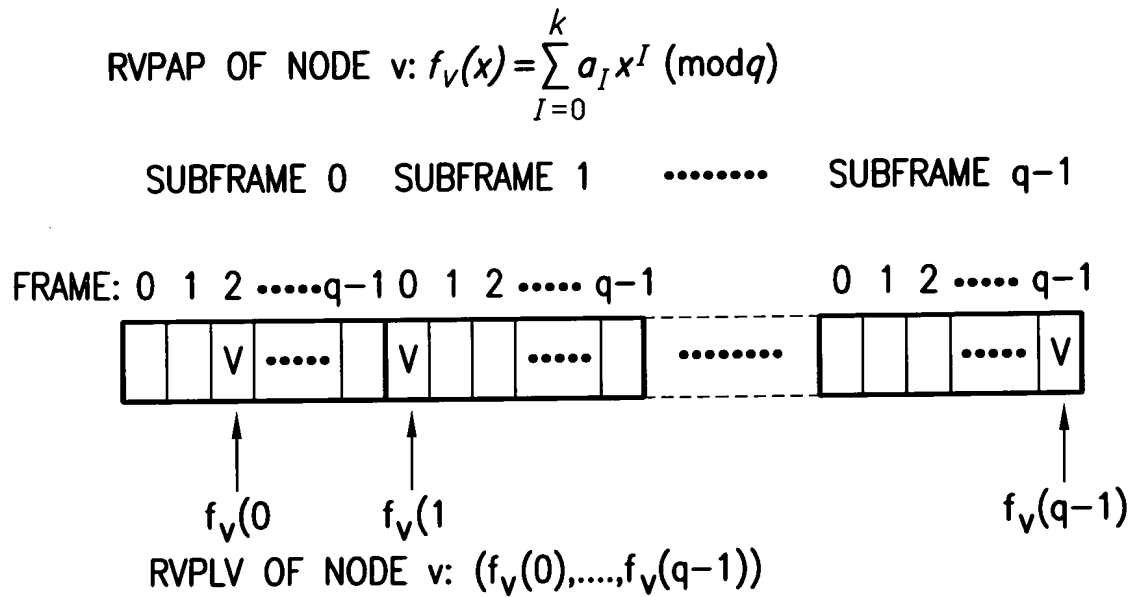 RVPAP OF NODE v: f_v(x) = \sum_{I=0}^{k} a_I x^I (modq)
SUBFRAME 0 SUBFRAME 1 ········ SUBFRAME q-1
FRAME: 0 1 2 ·····q-1 0 1 2 ····· q-1 0 1 2 ····· q-1
V ····· V ····· ········ ····· V
f_v(0 f_v(1 f_v(q-1)
RVPLV OF NODE v: (f_v(0),....,f_v(q-1))